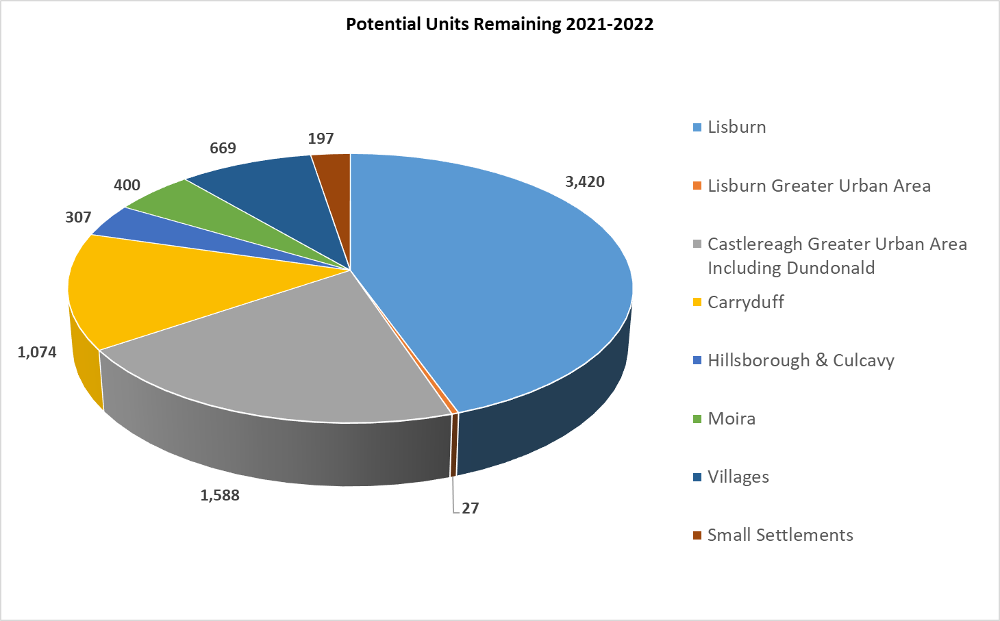 Potential Units Remaining 2021-2022
197
669
3,420
400
307
1,074
1,588
27
Lisburn
Lisburn Greater Urban Area
Castlereagh Greater Urban Area
Including Dundonald
Carryduff
Hillsborough & Culcavy
Moira
Villages
Small Settlements